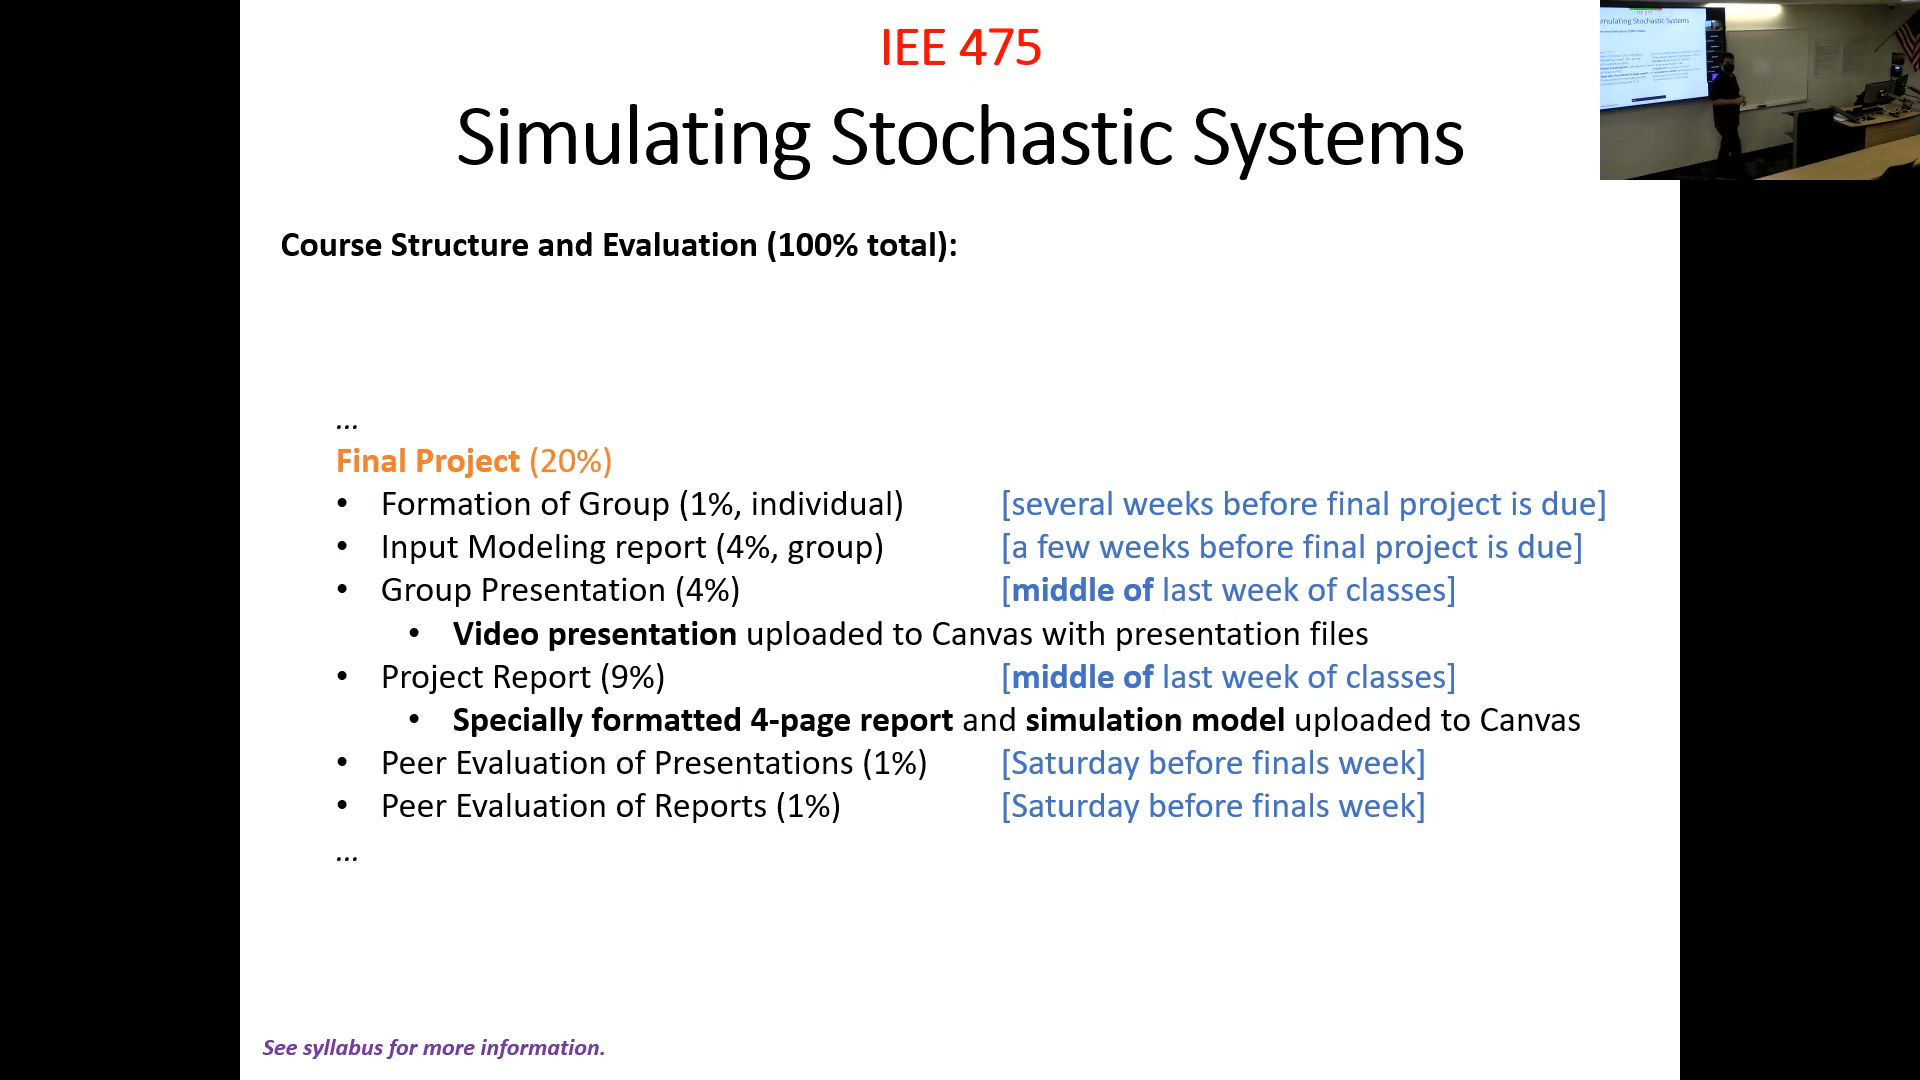 IEE 475
Simulating Stochastic Systems
Course Structure and Evaluation (100% total):
...
Final Project (20%)
• Formation of Group (1%, individual) [several weeks before final project is due]
• Input Modeling report (4%, group) [a few weeks before final project is due]
• Group Presentation (4%) [middle of last week of classes]
• Video presentation uploaded to Canvas with presentation files
• Project Report (9%) [middle of last week of classes]
• Specially formatted 4-page report and simulation model uploaded to Canvas
• Peer Evaluation of Presentations (1%) [Saturday before finals week]
• Peer Evaluation of Reports (1%) [Saturday before finals week]
...
See syllabus for more information.
Simulating Stochastic Systems